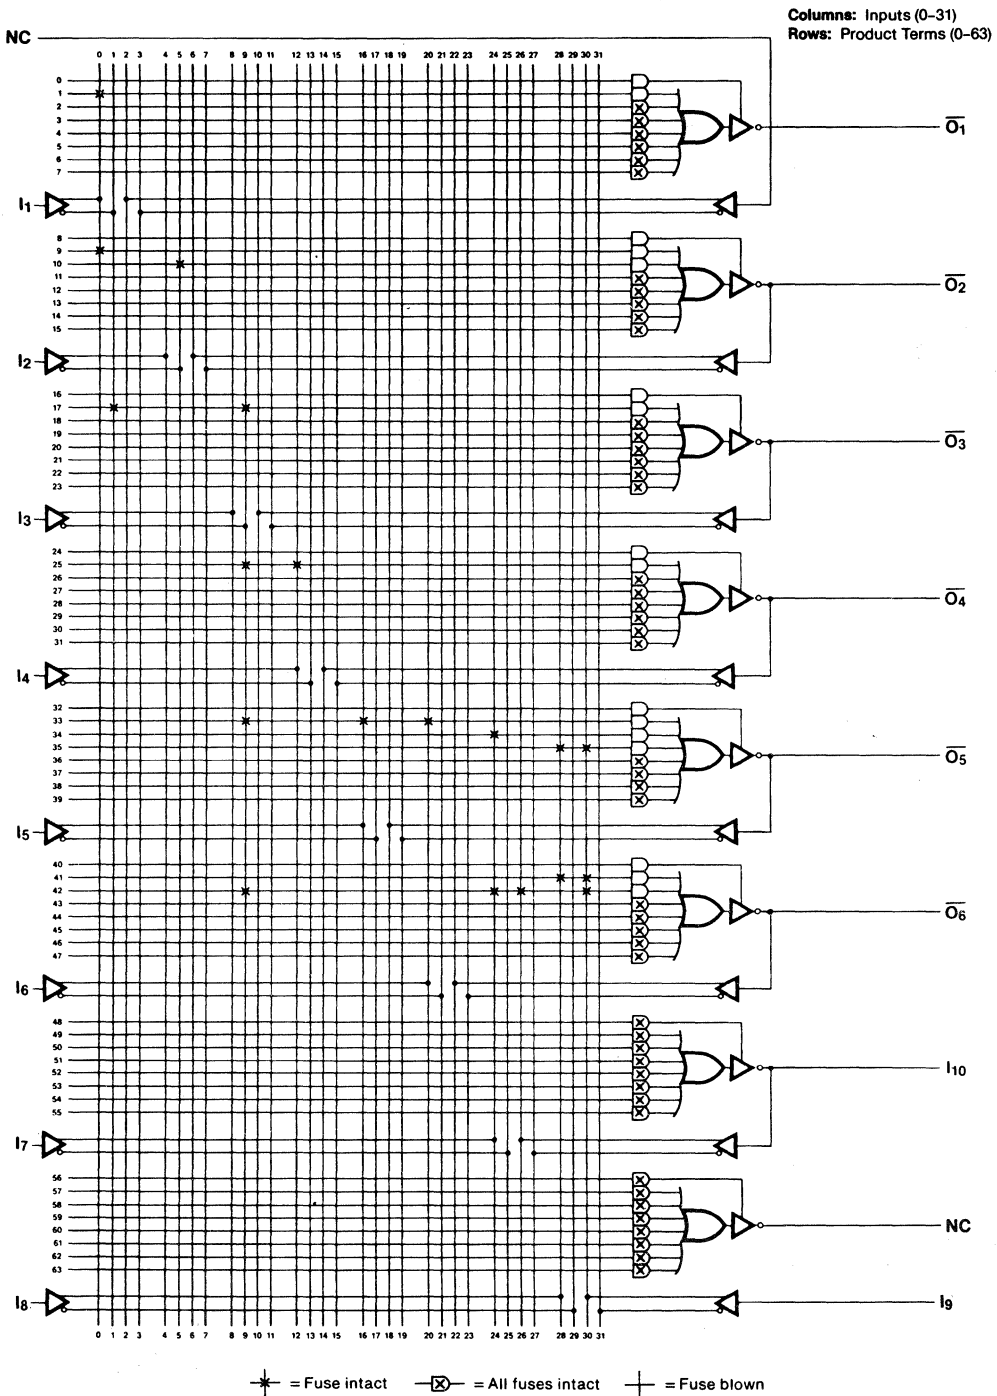 Columns: Inputs (0–31)
Rows: Product Terms (0–63)
NC
0 1 2 3 4 5 6 7 8 9 10 11 12 13 14 15 16 17 18 19 20 21 22 23 24 25 26 27 28 29 30 31
0
1
2
3
4
5
6
7
O1
I1
8
9
10
11
12
13
14
15
O2
I2
16
17
18
19
20
21
22
23
O3
I3
24
25
26
27
28
29
30
31
O4
I4
32
33
34
35
36
37
38
39
O5
I5
40
41
42
43
44
45
46
47
O6
I6
48
49
50
51
52
53
54
55
I10
I7
56
57
58
59
60
61
62
63
NC
I8
I9
0 1 2 3 4 5 6 7 8 9 10 11 12 13 14 15 16 17 18 19 20 21 22 23 24 25 26 27 28 29 30 31
= Fuse intact = All fuses intact = Fuse blown